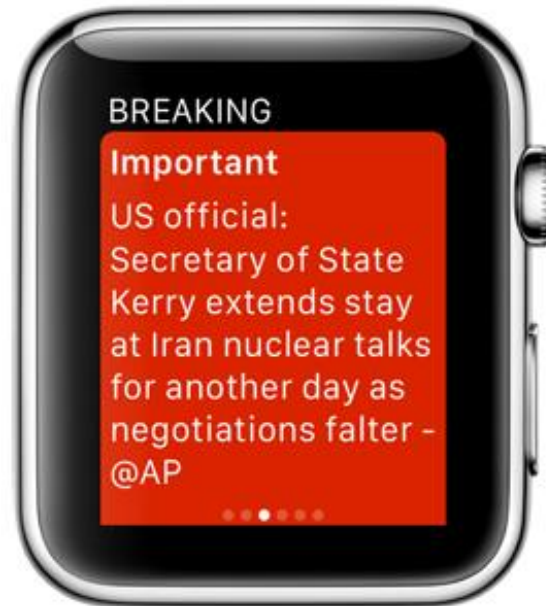 BREAKING
Important
US official:
Secretary of State
Kerry extends stay
at Iran nuclear talks
for another day as
negotiations falter -
@AP